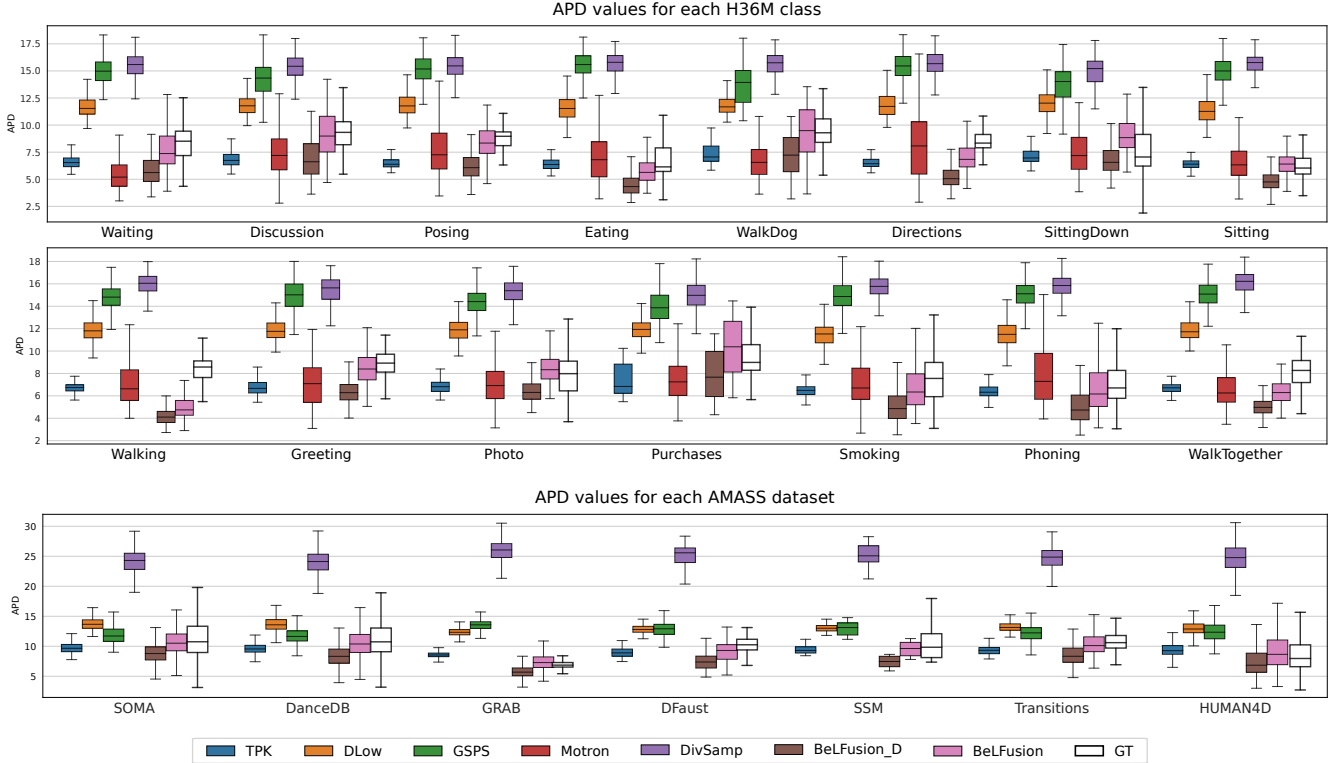 APD values for each H36M class
APD
17.5
15.0
12.5
10.0
7.5
5.0
2.5
Waiting Discussion Posing Eating WalkDog Directions SittingDown Sitting
APD
18
16
14
12
10
8
6
4
2
Walking Greeting Photo Purchases Smoking Phoning WalkTogether
APD values for each AMASS dataset
APD
30
25
20
15
10
5
SOMA DanceDB GRAB DFaust SSM Transitions HUMAN4D
TPK DLow GSPS Motron DivSamp BeLFusion_D BeLFusion GT